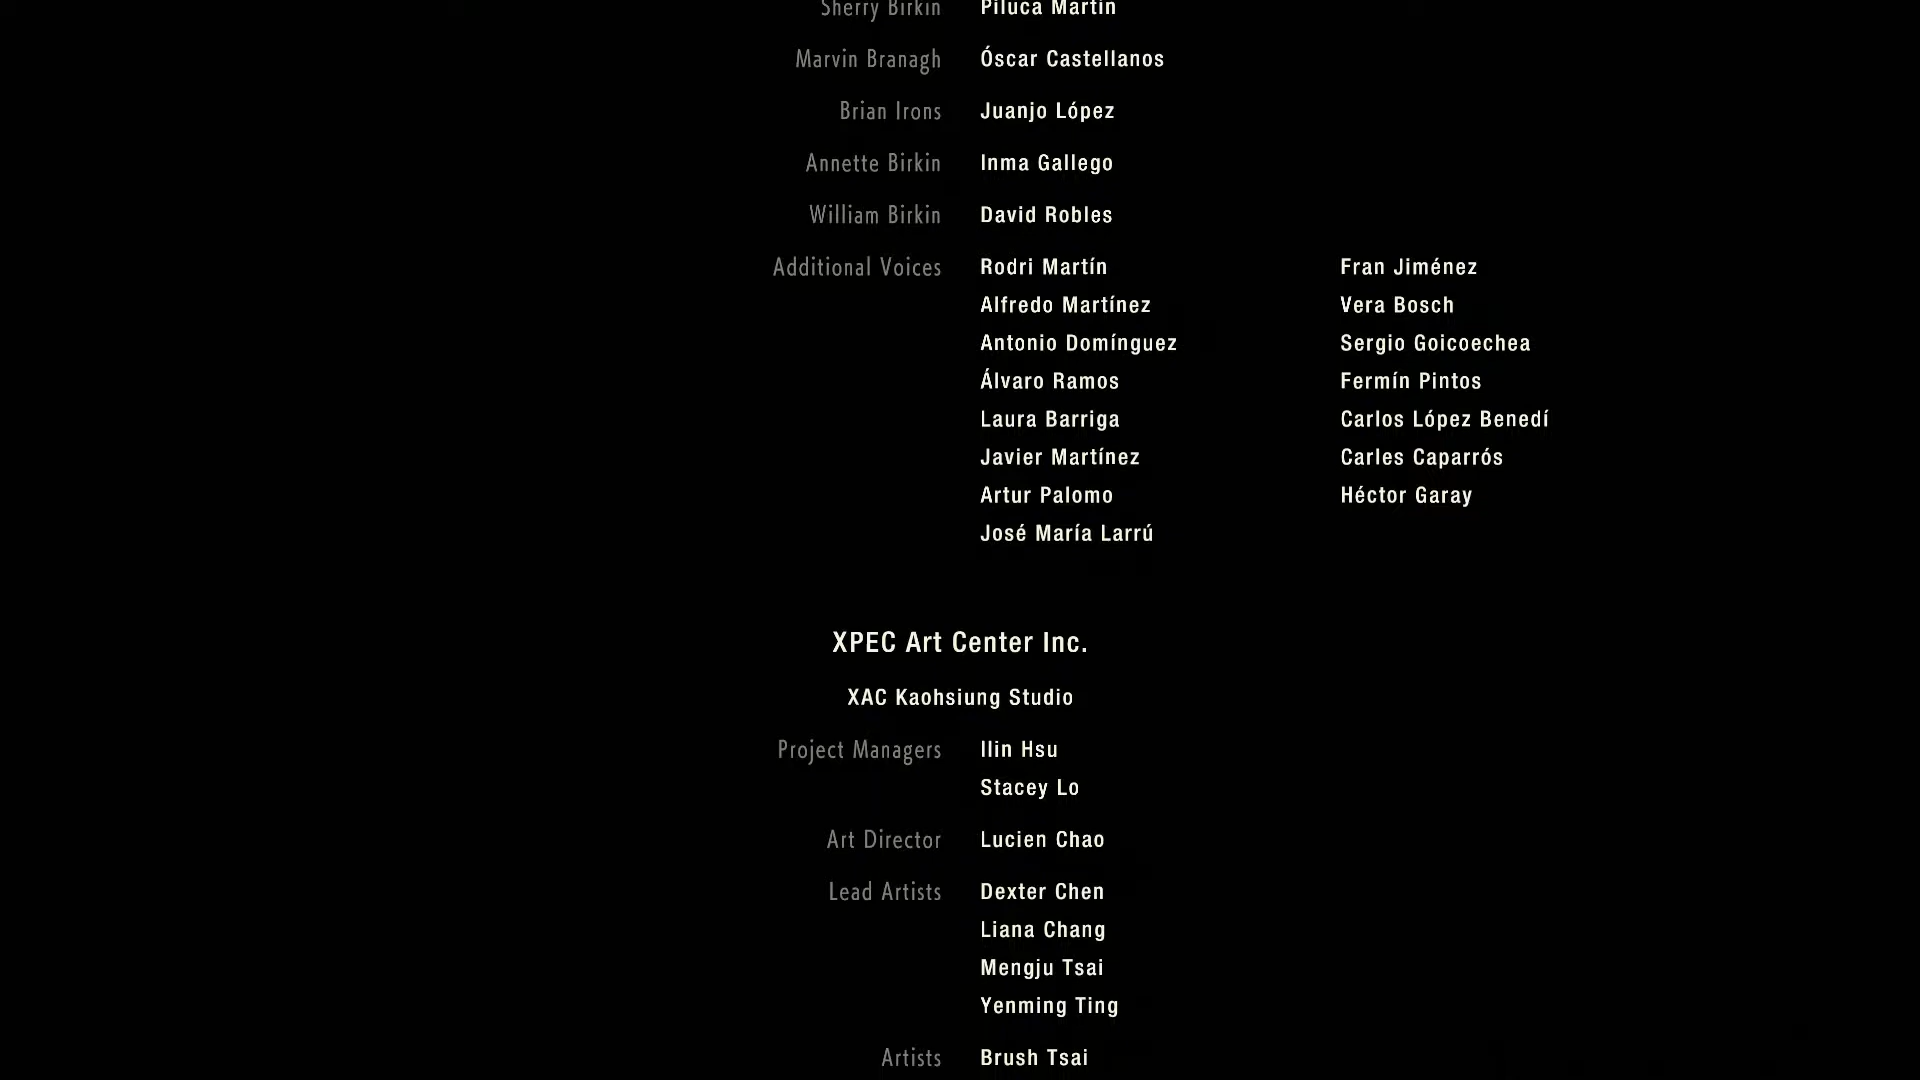 Sherry Birkin Piluca Martín
Marvin Branagh Óscar Castellanos
Brian Irons Juanjo López
Annette Birkin Inma Gallego
William Birkin David Robles
Additional Voices Rodri Martín Fran Jiménez
Alfredo Martínez Vera Bosch
Antonio Domínguez Sergio Goicoechea
Álvaro Ramos Fermín Pintos
Laura Barriga Carlos López Benedí
Javier Martínez Carles Caparrós
Artur Palomo Héctor Garay
José María Larrú
XPEC Art Center Inc.
XAC Kaohsiung Studio
Project Managers Ilin Hsu
Stacey Lo
Art Director Lucien Chao
Lead Artists Dexter Chen
Liana Chang
Mengju Tsai
Yenming Ting
Artists Brush Tsai